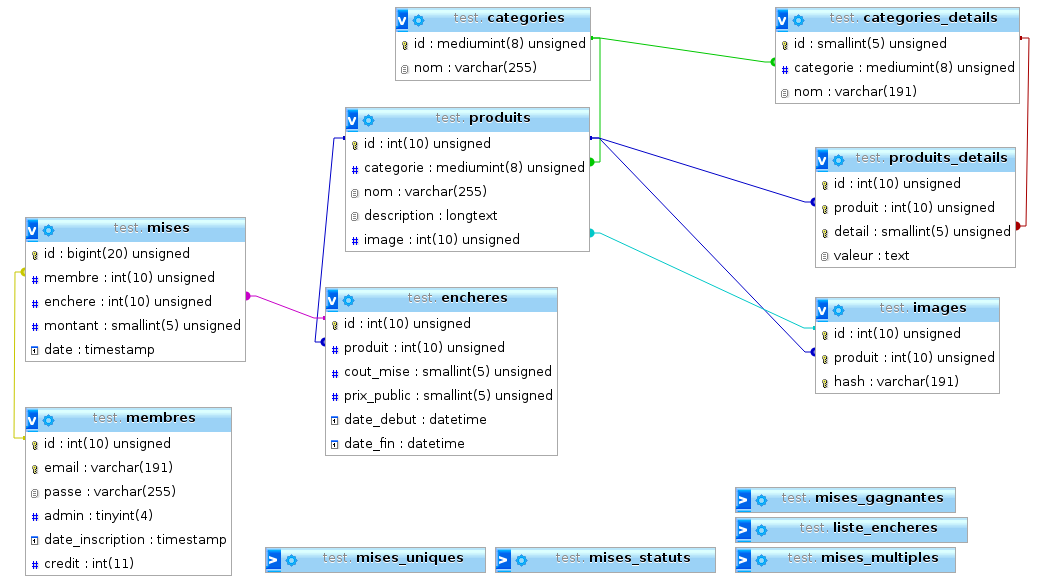 test. categories
id : mediumint(8) unsigned
nom : varchar(255)
test. categories_details
id : smallint(5) unsigned
categorie : mediumint(8) unsigned
nom : varchar(191)
test. produits
id : int(10) unsigned
categorie : mediumint(8) unsigned
nom : varchar(255)
description : longtext
image : int(10) unsigned
test. produits_details
id : int(10) unsigned
produit : int(10) unsigned
detail : smallint(5) unsigned
valeur : text
test. mises
id : bigint(20) unsigned
membre : int(10) unsigned
enchere : int(10) unsigned
montant : smallint(5) unsigned
date : timestamp
test. encheres
id : int(10) unsigned
produit : int(10) unsigned
cout_mise : smallint(5) unsigned
prix_public : smallint(5) unsigned
date_debut : datetime
date_fin : datetime
test. images
id : int(10) unsigned
produit : int(10) unsigned
hash : varchar(191)
test. membres
id : int(10) unsigned
email : varchar(191)
passe : varchar(255)
admin : tinyint(4)
date_inscription : timestamp
credit : int(11)
test. mises_gagnantes
test. liste_encheres
test. mises_uniques
test. mises_statuts
test. mises_multiples